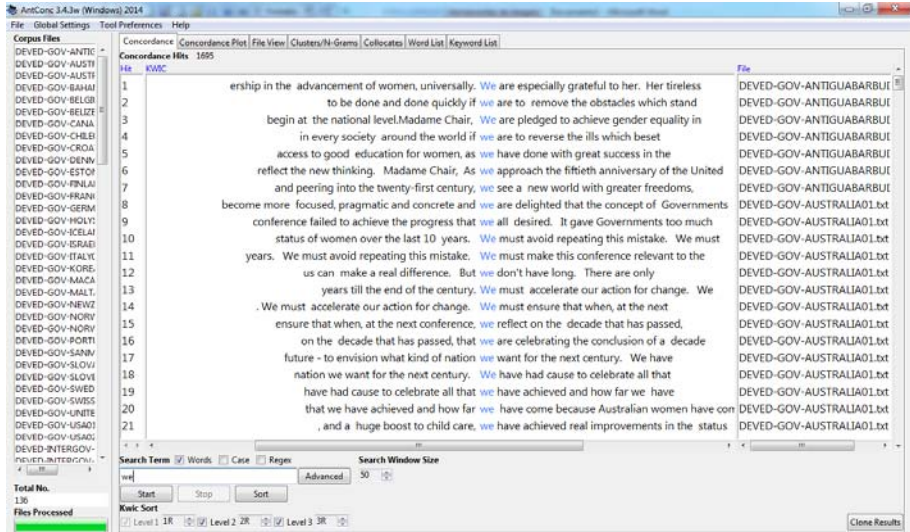 AntConc 3.4.3w (Windows) 2014
File Global Settings Tool Preferences Help
Corpus Files
DEVED-GOV-ANTIG
DEVED-GOV-AUSTF
DEVED-GOV-AUSTF
DEVED-GOV-BAHAI
DEVED-GOV-BELGI
DEVED-GOV-BELIZE
DEVED-GOV-CANA
DEVED-GOV-CHILE
DEVED-GOV-CROA
DEVED-GOV-DENM
DEVED-GOV-ESTON
DEVED-GOV-FINLAI
DEVED-GOV-FRANC
DEVED-GOV-GERM
DEVED-GOV-HOLYS
DEVED-GOV-ICELAI
DEVED-GOV-ISRAEI
DEVED-GOV-ITALY(
DEVED-GOV-KOREA
DEVED-GOV-MACA
DEVED-GOV-MALT.
DEVED-GOV-NEWZ
DEVED-GOV-NORV
DEVED-GOV-NORV
DEVED-GOV-PORTI
DEVED-GOV-SANM
DEVED-GOV-SLOV
DEVED-GOV-SLOVE
DEVED-GOV-SWED
DEVED-GOV-SWISS
DEVED-GOV-UNITE
DEVED-GOV-USA01
DEVED-GOV-USA02
DEVED-INTERGOV-
DEVED-INTERGOV-
Total No.
136
Files Processed
Concordance Concordance Plot File View Clusters/N-Grams Collocates Word List Keyword List
Concordance Hits 1695
Hit KWIC File
1 ership in the advancement of women, universally. We are especially grateful to her. Her tireless DEVED-GOV-ANTIGUABARBUD
2 to be done and done quickly if we are to remove the obstacles which stand DEVED-GOV-ANTIGUABARBUD
3 begin at the national level.Madame Chair, We are pledged to achieve gender equality in DEVED-GOV-ANTIGUABARBUD
4 in every society around the world if we are to reverse the ills which beset DEVED-GOV-ANTIGUABARBUD
5 access to good education for women, as we have done with great success in the DEVED-GOV-ANTIGUABARBUD
6 reflect the new thinking. Madame Chair, As we approach the fiftieth anniversary of the United DEVED-GOV-ANTIGUABARBUD
7 and peering into the twenty-first century, we see a new world with greater freedoms, DEVED-GOV-ANTIGUABARBUD
8 become more focused, pragmatic and concrete and we are delighted that the concept of Governments DEVED-GOV-AUSTRALIA01.txt
9 conference failed to achieve the progress that we all desired. It gave Governments too much DEVED-GOV-AUSTRALIA01.txt
10 status of women over the last 10 years. We must avoid repeating this mistake. We must DEVED-GOV-AUSTRALIA01.txt
11 years. We must avoid repeating this mistake. We must make this conference relevant to the DEVED-GOV-AUSTRALIA01.txt
12 us can make a real difference. But we don't have long. There are only DEVED-GOV-AUSTRALIA01.txt
13 years till the end of the century. We must accelerate our action for change. We DEVED-GOV-AUSTRALIA01.txt
14 . We must accelerate our action for change. We must ensure that when, at the next DEVED-GOV-AUSTRALIA01.txt
15 ensure that when, at the next conference, we reflect on the decade that has passed, DEVED-GOV-AUSTRALIA01.txt
16 on the decade that has passed, that we are celebrating the conclusion of a decade DEVED-GOV-AUSTRALIA01.txt
17 future - to envision what kind of nation we want for the next century. We have DEVED-GOV-AUSTRALIA01.txt
18 nation we want for the next century. We have had cause to celebrate all that DEVED-GOV-AUSTRALIA01.txt
19 have had cause to celebrate all that we have achieved and how far we have DEVED-GOV-AUSTRALIA01.txt
20 that we have achieved and how far we have come because Australian women have com DEVED-GOV-AUSTRALIA01.txt
21 , and a huge boost to child care, we have achieved real improvements in the status DEVED-GOV-AUSTRALIA01.txt
Search Term Words Case Regex Search Window Size
we Advanced 50
Start Stop Sort
Kwic Sort
Level 1 1R Level 2 2R Level 3 3R Clone Results